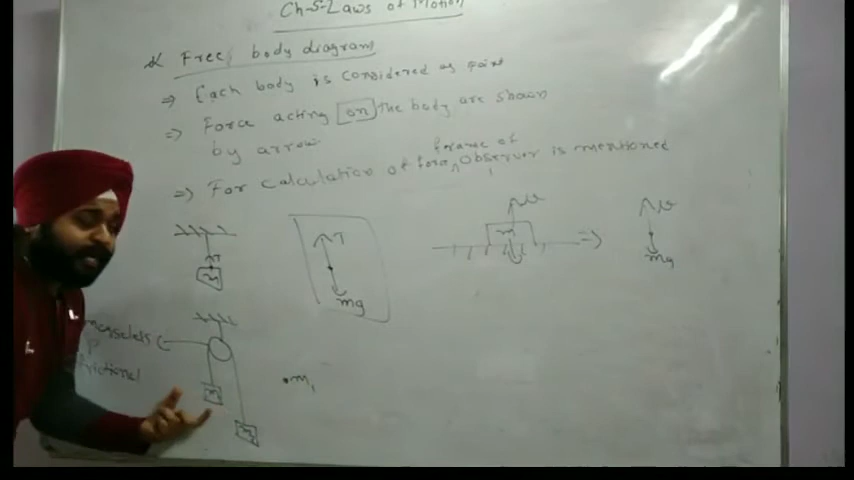 Ch-5-Laws of Motion
* Free body diagram
⇒ Each body is considered as point
⇒ Force acting on the body are shown
by arrow
frame of
⇒ For calculation of force, observer is mentioned
T
m
T
mg
N
m
⇒
N
mg
massless
frictional
m
m
m1